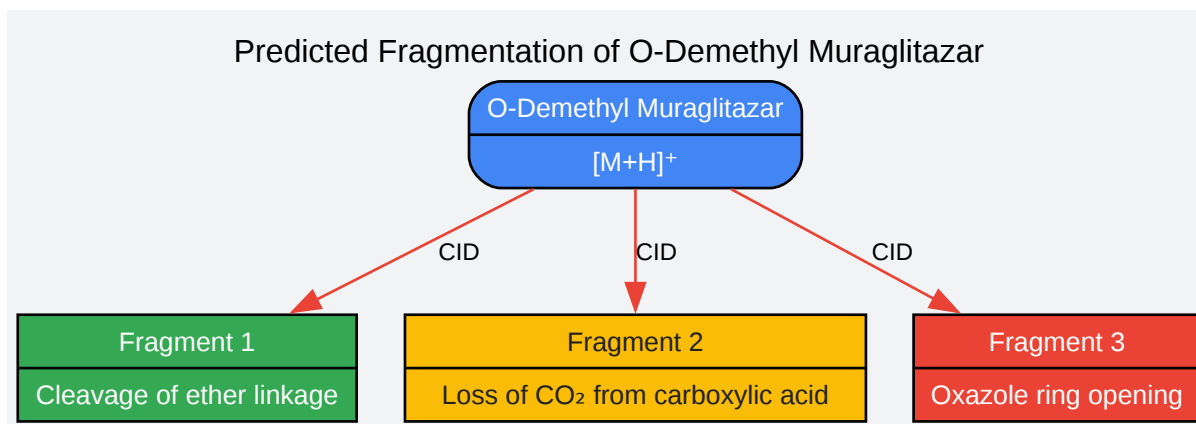 Predicted Fragmentation of O-Demethyl Muraglitazar
O-Demethyl Muraglitazar
[M+H]⁺
CID
CID
CID
Fragment 1
Cleavage of ether linkage
Fragment 2
Loss of CO₂ from carboxylic acid
Fragment 3
Oxazole ring opening